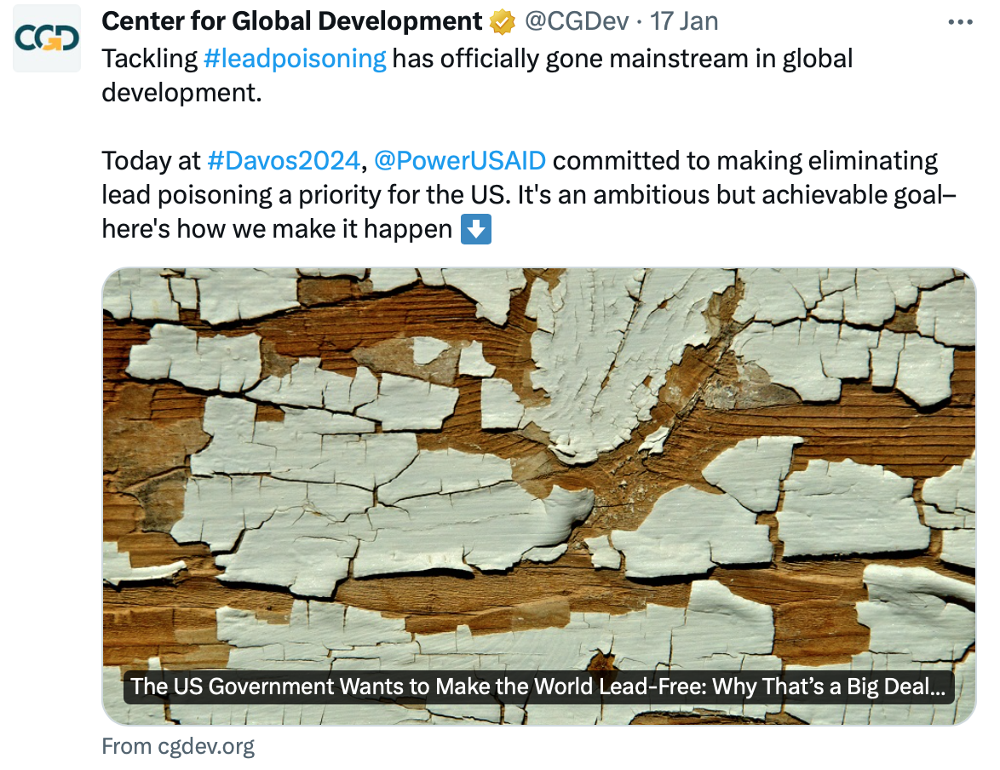 CGD
Center for Global Development @CGDev · 17 Jan
Tackling #leadpoisoning has officially gone mainstream in global
development.
Today at #Davos2024, @PowerUSAID committed to making eliminating
lead poisoning a priority for the US. It's an ambitious but achievable goal–
here's how we make it happen ⬇️
The US Government Wants to Make the World Lead-Free: Why That’s a Big Deal...
From cgdev.org